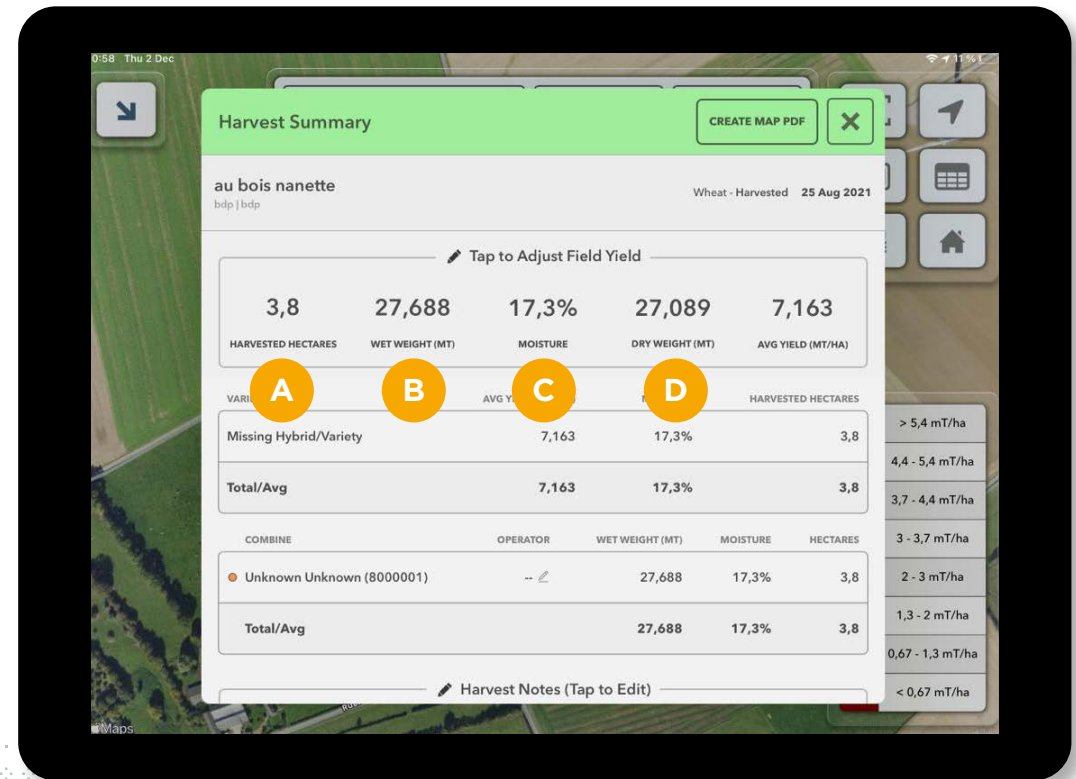 0:58 Thu 2 Dec
11 %
Harvest Summary
CREATE MAP PDF
au bois nanette
bdp | bdp
Wheat - Harvested 25 Aug 2021
Tap to Adjust Field Yield
3,8 27,688 17,3% 27,089 7,163
HARVESTED HECTARES WET WEIGHT (MT) MOISTURE DRY WEIGHT (MT) AVG YIELD (MT/HA)
A B C D
AVG HARVESTED HECTARES
Missing Hybrid/Variety 7,163 17,3% 3,8
Total/Avg 7,163 17,3% 3,8
COMBINE OPERATOR WET WEIGHT (MT) MOISTURE HECTARES
Unknown Unknown (8000001) -- 27,688 17,3% 3,8
Total/Avg 27,688 17,3% 3,8
Harvest Notes (Tap to Edit)
> 5,4 mT/ha
4,4 - 5,4 mT/ha
3,7 - 4,4 mT/ha
3 - 3,7 mT/ha
2 - 3 mT/ha
1,3 - 2 mT/ha
0,67 - 1,3 mT/ha
< 0,67 mT/ha
Maps